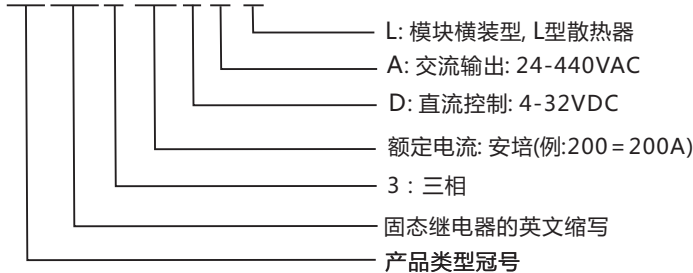 L: 模块横装型, L型散热器
A: 交流输出: 24-440VAC
D: 直流控制: 4-32VDC
额定电流: 安培(例:200=200A)
3 : 三相
固态继电器的英文缩写
产品类型冠号